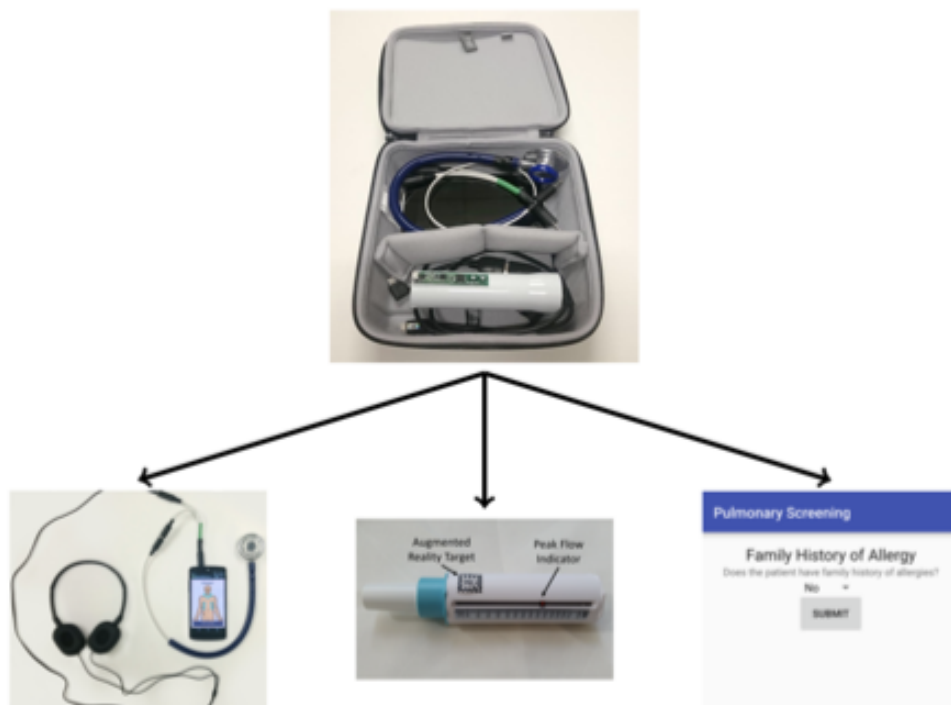 Augmented
Reality Target
Peak Flow
Indicator
Pulmonary Screening
Family History of Allergy
Does the patient have family history of allergies?
No
SUBMIT